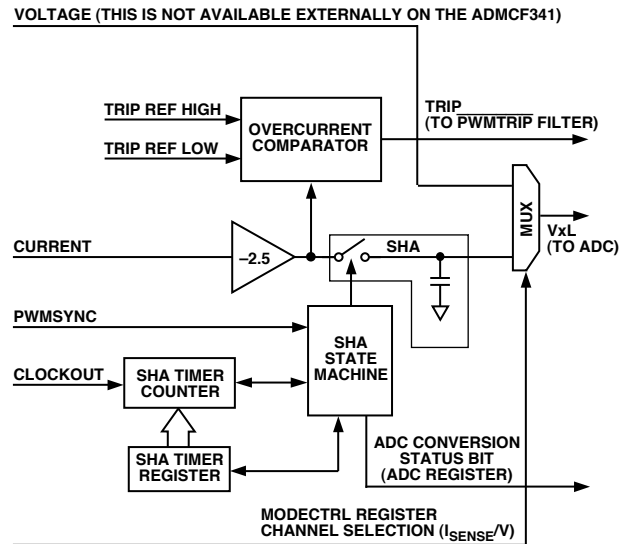 VOLTAGE (THIS IS NOT AVAILABLE EXTERNALLY ON THE ADMCF341)
TRIP REF HIGH
TRIP REF LOW
OVERCURRENT
COMPARATOR
TRIP
(TO PWMTRIP FILTER)
MUX
VxL
(TO ADC)
CURRENT
–2.5
SHA
PWMSYNC
SHA
STATE
MACHINE
CLOCKOUT
SHA TIMER
COUNTER
SHA TIMER
REGISTER
ADC CONVERSION
STATUS BIT
(ADC REGISTER)
MODECTRL REGISTER
CHANNEL SELECTION (ISENSE/V)